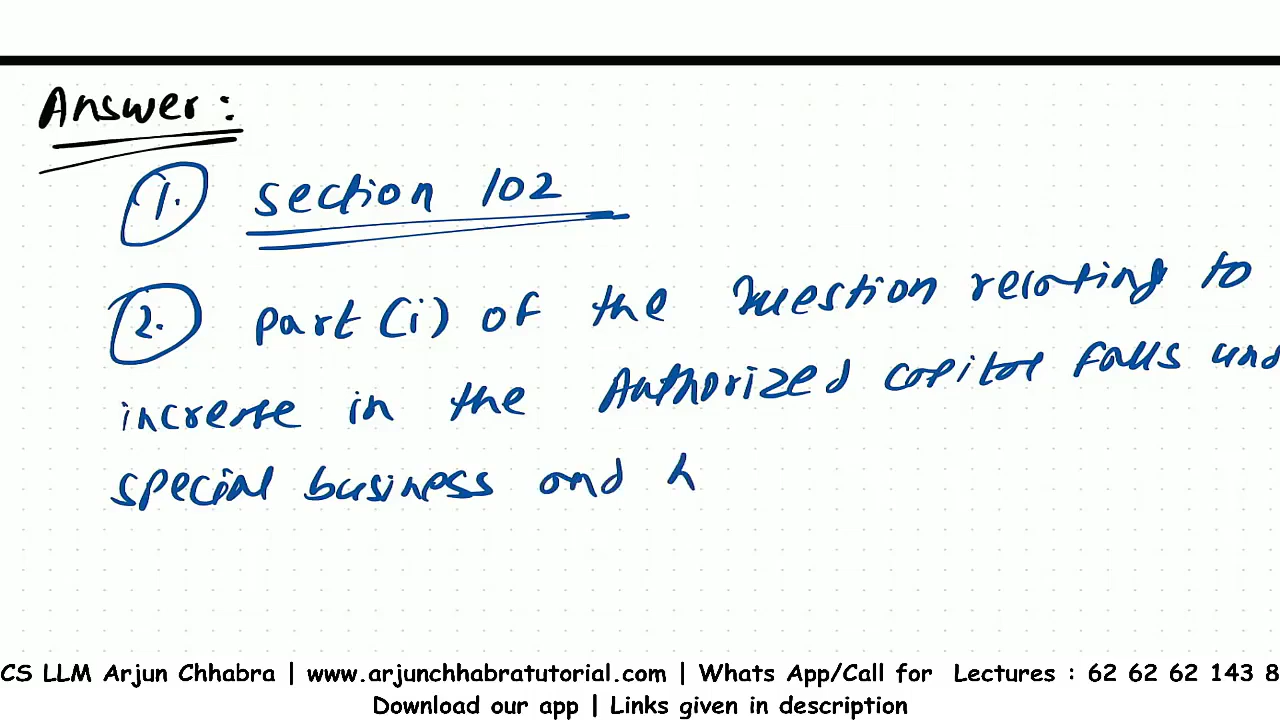 Answer :
1. section 102
2. part (i) of the question relating to
increase in the Authorized capital falls und
special business and h
CS LLM Arjun Chhabra | www.arjunchhabratutorial.com | Whats App/Call for Lectures : 62 62 62 143 8
Download our app | Links given in description